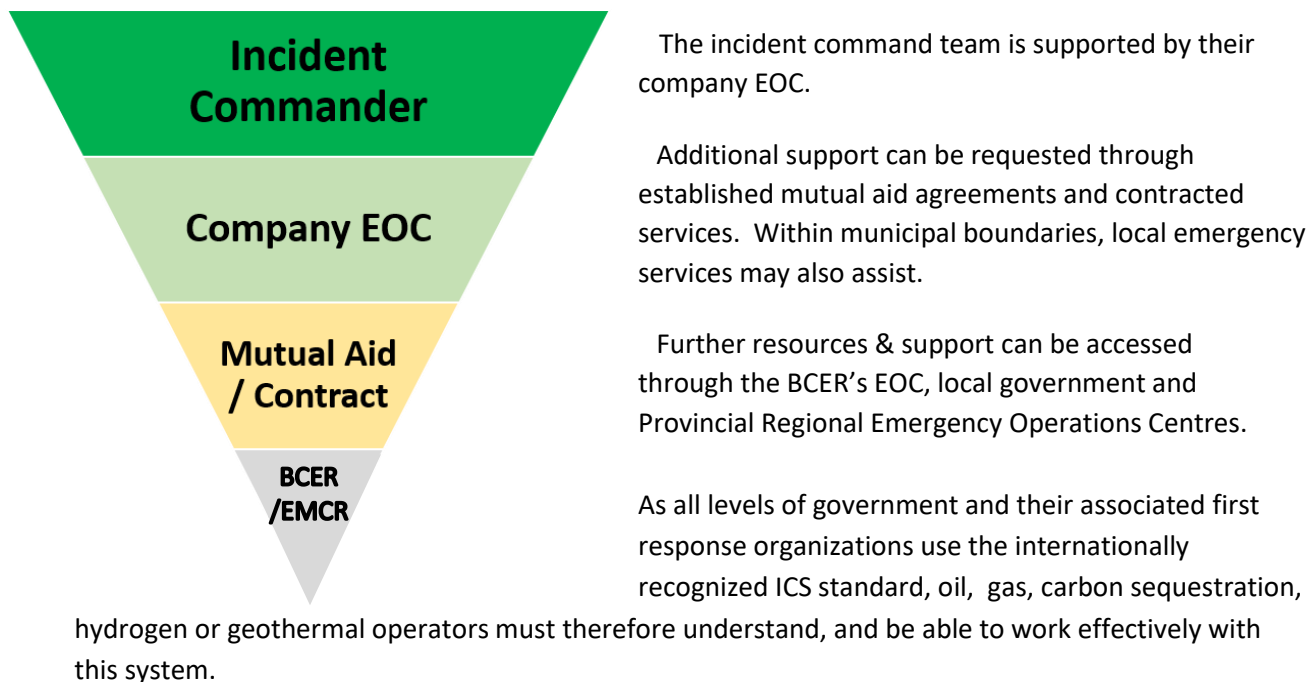 Incident
Commander
Company EOC
Mutual Aid
/ Contract
BCER
/EMCR
The incident command team is supported by their
company EOC.
Additional support can be requested through
established mutual aid agreements and contracted
services.  Within municipal boundaries, local emergency
services may also assist.
Further resources & support can be accessed
through the BCER’s EOC, local government and
Provincial Regional Emergency Operations Centres.
As all levels of government and their associated first
response organizations use the internationally
recognized ICS standard, oil,  gas, carbon sequestration,
hydrogen or geothermal operators must therefore understand, and be able to work effectively with
this system.